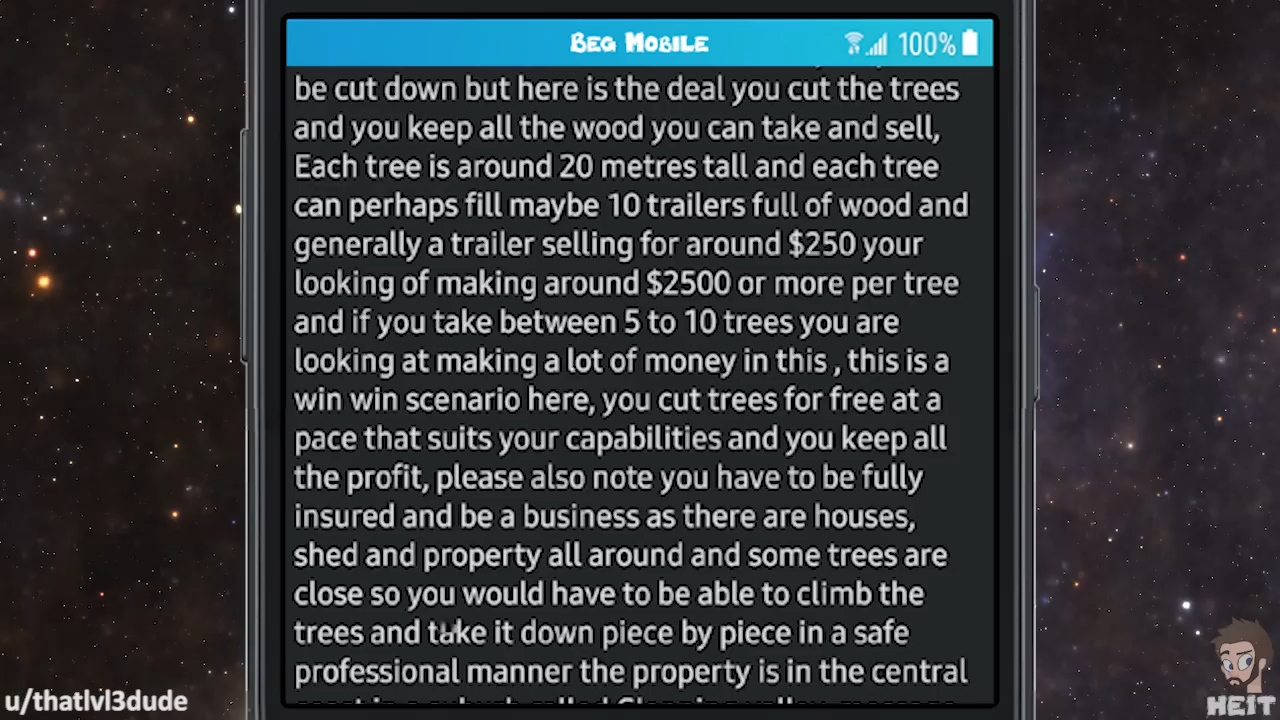 Beg Mobile
100%
be cut down but here is the deal you cut the trees
and you keep all the wood you can take and sell,
Each tree is around 20 metres tall and each tree
can perhaps fill maybe 10 trailers full of wood and
generally a trailer selling for around $250 your
looking of making around $2500 or more per tree
and if you take between 5 to 10 trees you are
looking at making a lot of money in this , this is a
win win scenario here, you cut trees for free at a
pace that suits your capabilities and you keep all
the profit, please also note you have to be fully
insured and be a business as there are houses,
shed and property all around and some trees are
close so you would have to be able to climb the
trees and take it down piece by piece in a safe
professional manner the property is in the central
u/thatlvl3dude
HEIT